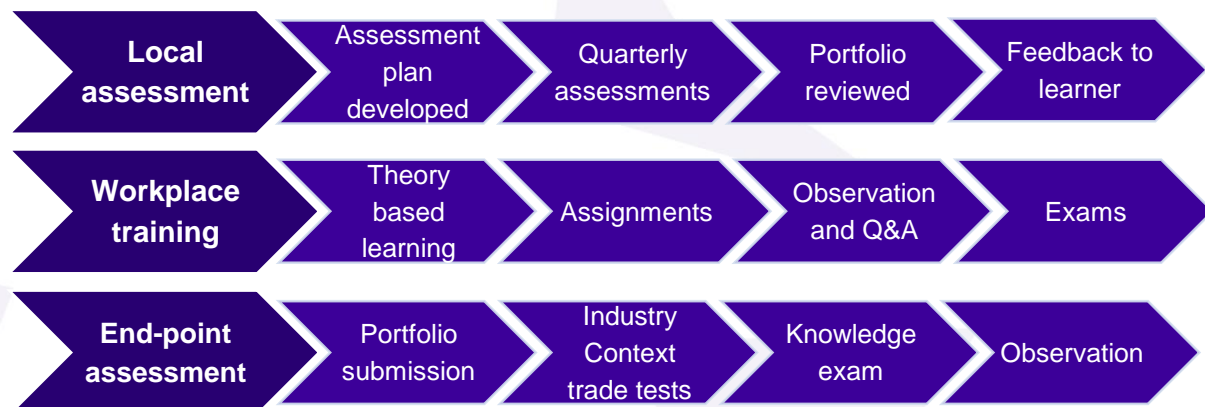 Local
assessment
Assessment
plan
developed
Quarterly
assessments
Portfolio
reviewed
Feedback to
learner
Workplace
training
Theory
based
learning
Assignments
Observation
and Q&A
Exams
End-point
assessment
Portfolio
submission
Industry
Context
trade tests
Knowledge
exam
Observation